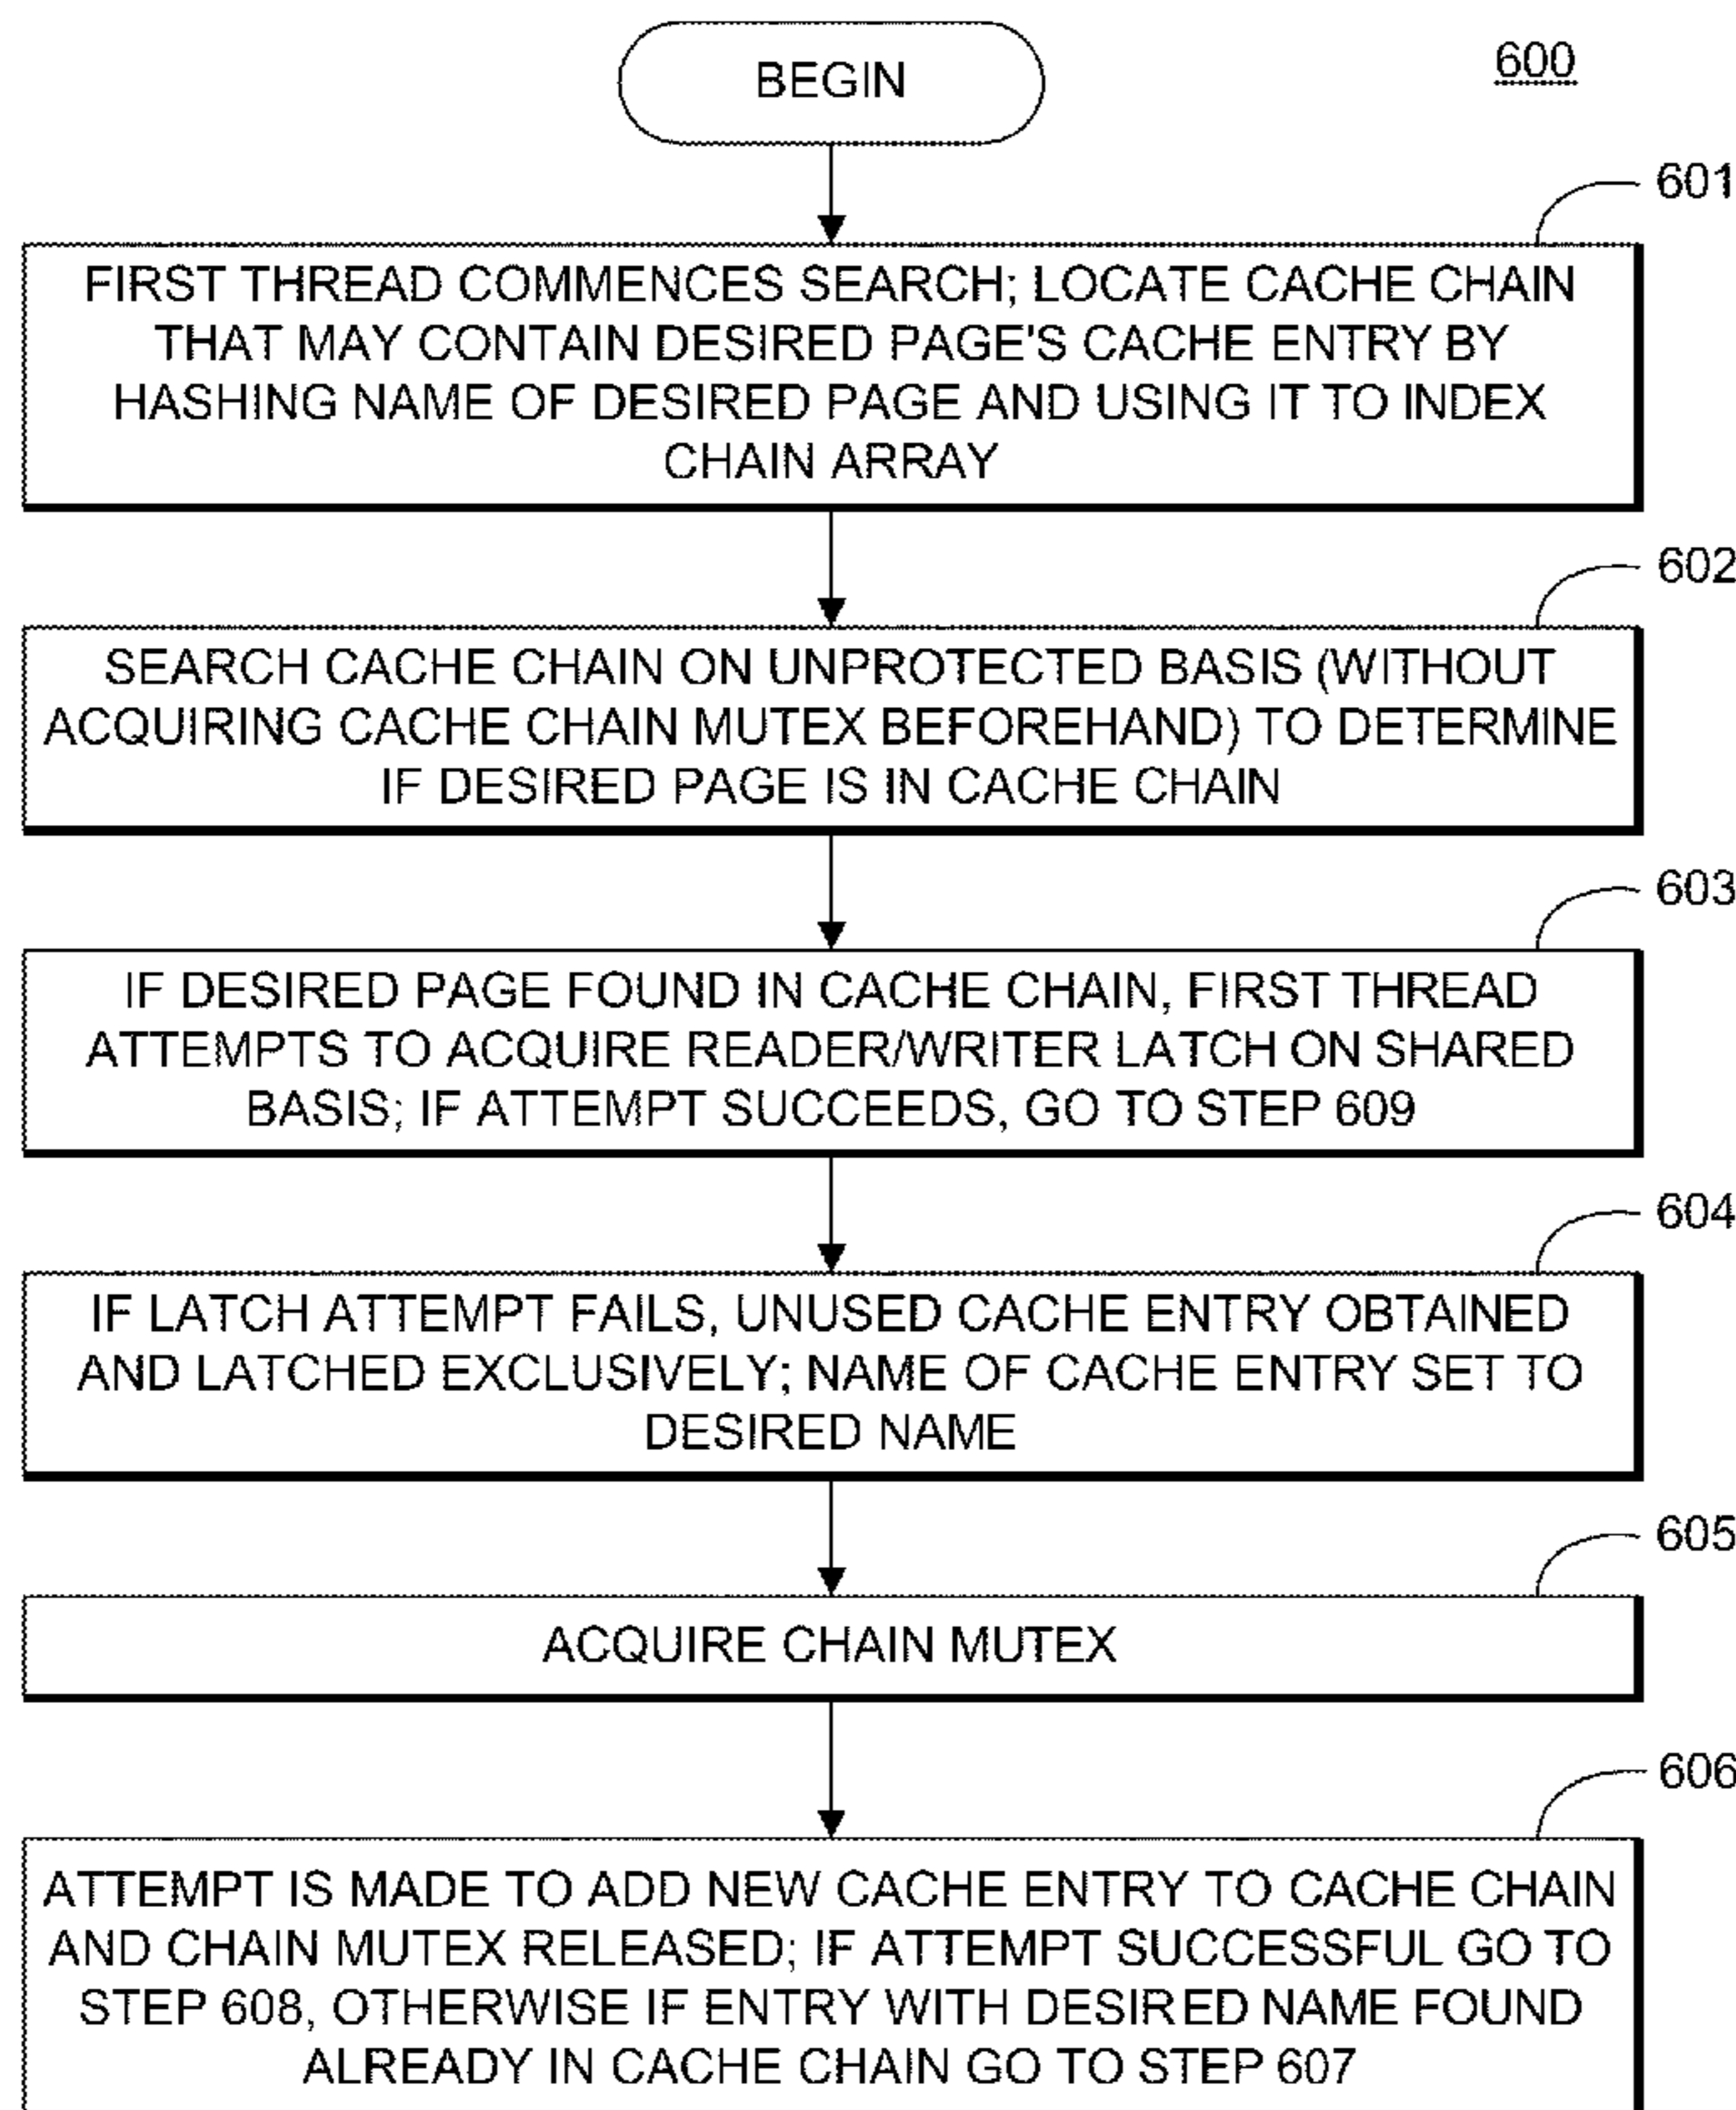 BEGIN
600
601
FIRST THREAD COMMENCES SEARCH; LOCATE CACHE CHAIN
THAT MAY CONTAIN DESIRED PAGE'S CACHE ENTRY BY
HASHING NAME OF DESIRED PAGE AND USING IT TO INDEX
CHAIN ARRAY
602
SEARCH CACHE CHAIN ON UNPROTECTED BASIS (WITHOUT
ACQUIRING CACHE CHAIN MUTEX BEFOREHAND) TO DETERMINE
IF DESIRED PAGE IS IN CACHE CHAIN
603
IF DESIRED PAGE FOUND IN CACHE CHAIN, FIRST THREAD
ATTEMPTS TO ACQUIRE READER/WRITER LATCH ON SHARED
BASIS; IF ATTEMPT SUCCEEDS, GO TO STEP 609
604
IF LATCH ATTEMPT FAILS, UNUSED CACHE ENTRY OBTAINED
AND LATCHED EXCLUSIVELY; NAME OF CACHE ENTRY SET TO
DESIRED NAME
605
ACQUIRE CHAIN MUTEX
606
ATTEMPT IS MADE TO ADD NEW CACHE ENTRY TO CACHE CHAIN
AND CHAIN MUTEX RELEASED; IF ATTEMPT SUCCESSFUL GO TO
STEP 608, OTHERWISE IF ENTRY WITH DESIRED NAME FOUND
ALREADY IN CACHE CHAIN GO TO STEP 607